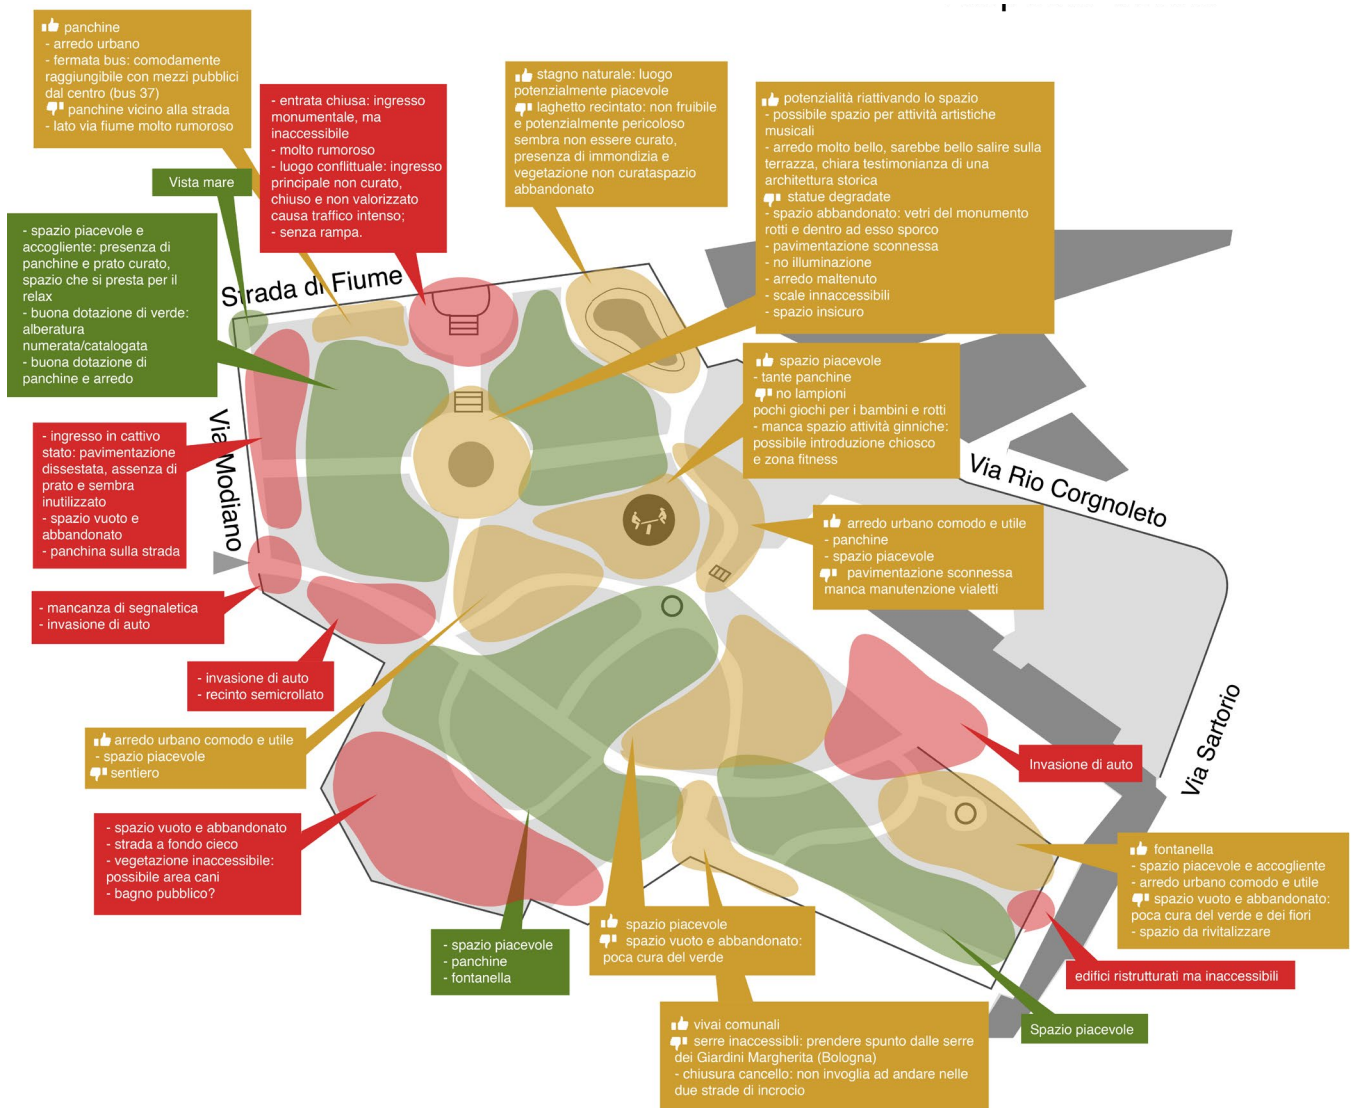 panchine
- arredo urbano
- fermata bus: comodamente
raggiungibile con mezzi pubblici
dal centro (bus 37)
panchine vicino alla strada
- lato via fiume molto rumoroso
- entrata chiusa: ingresso
monumentale, ma
inaccessibile
- molto rumoroso
- luogo conflittuale: ingresso
principale non curato,
chiuso e non valorizzato
causa traffico intenso;
- senza rampa.
stagno naturale: luogo
potenzialmente piacevole
laghetto recintato: non fruibile
e potenzialmente pericoloso
sembra non essere curato,
presenza di immondizia e
vegetazione non curataspazio
abbandonato
potenzialità riattivando lo spazio
- possibile spazio per attività artistiche
musicali
- arredo molto bello, sarebbe bello salire sulla
terrazza, chiara testimonianza di una
architettura storica
statue degradate
- spazio abbandonato: vetri del monumento
rotti e dentro ad esso sporco
- pavimentazione sconnessa
- no illuminazione
- arredo maltenuto
- scale innaccessibili
- spazio insicuro
Vista mare
- spazio piacevole e
accogliente: presenza di
panchine e prato curato,
spazio che si presta per il
relax
- buona dotazione di verde:
alberatura
numerata/catalogata
- buona dotazione di
panchine e arredo
Strada di Fiume
spazio piacevole
- tante panchine
no lampioni
pochi giochi per i bambini e rotti
- manca spazio attività ginniche:
possibile introduzione chiosco
e zona fitness
Via Modiano
- ingresso in cattivo
stato: pavimentazione
dissestata, assenza di
prato e sembra
inutilizzato
- spazio vuoto e
abbandonato
- panchina sulla strada
Via Rio Corgnoleto
arredo urbano comodo e utile
- panchine
- spazio piacevole
pavimentazione sconnessa
manca manutenzione vialetti
- mancanza di segnaletica
- invasione di auto
- invasione di auto
- recinto semicrollato
Via Sartorio
arredo urbano comodo e utile
- spazio piacevole
sentiero
Invasione di auto
- spazio vuoto e abbandonato
- strada a fondo cieco
- vegetazione inaccessibile:
possibile area cani
- bagno pubblico?
fontanella
- spazio piacevole e accogliente
- arredo urbano comodo e utile
spazio vuoto e abbandonato:
poca cura del verde e dei fiori
- spazio da rivitalizzare
- spazio piacevole
- panchine
- fontanella
spazio piacevole
spazio vuoto e abbandonato:
poca cura del verde
edifici ristrutturati ma inaccessibili
Spazio piacevole
vivai comunali
serre inaccessibli: prendere spunto dalle serre
dei Giardini Margherita (Bologna)
- chiusura cancello: non invoglia ad andare nelle
due strade di incrocio